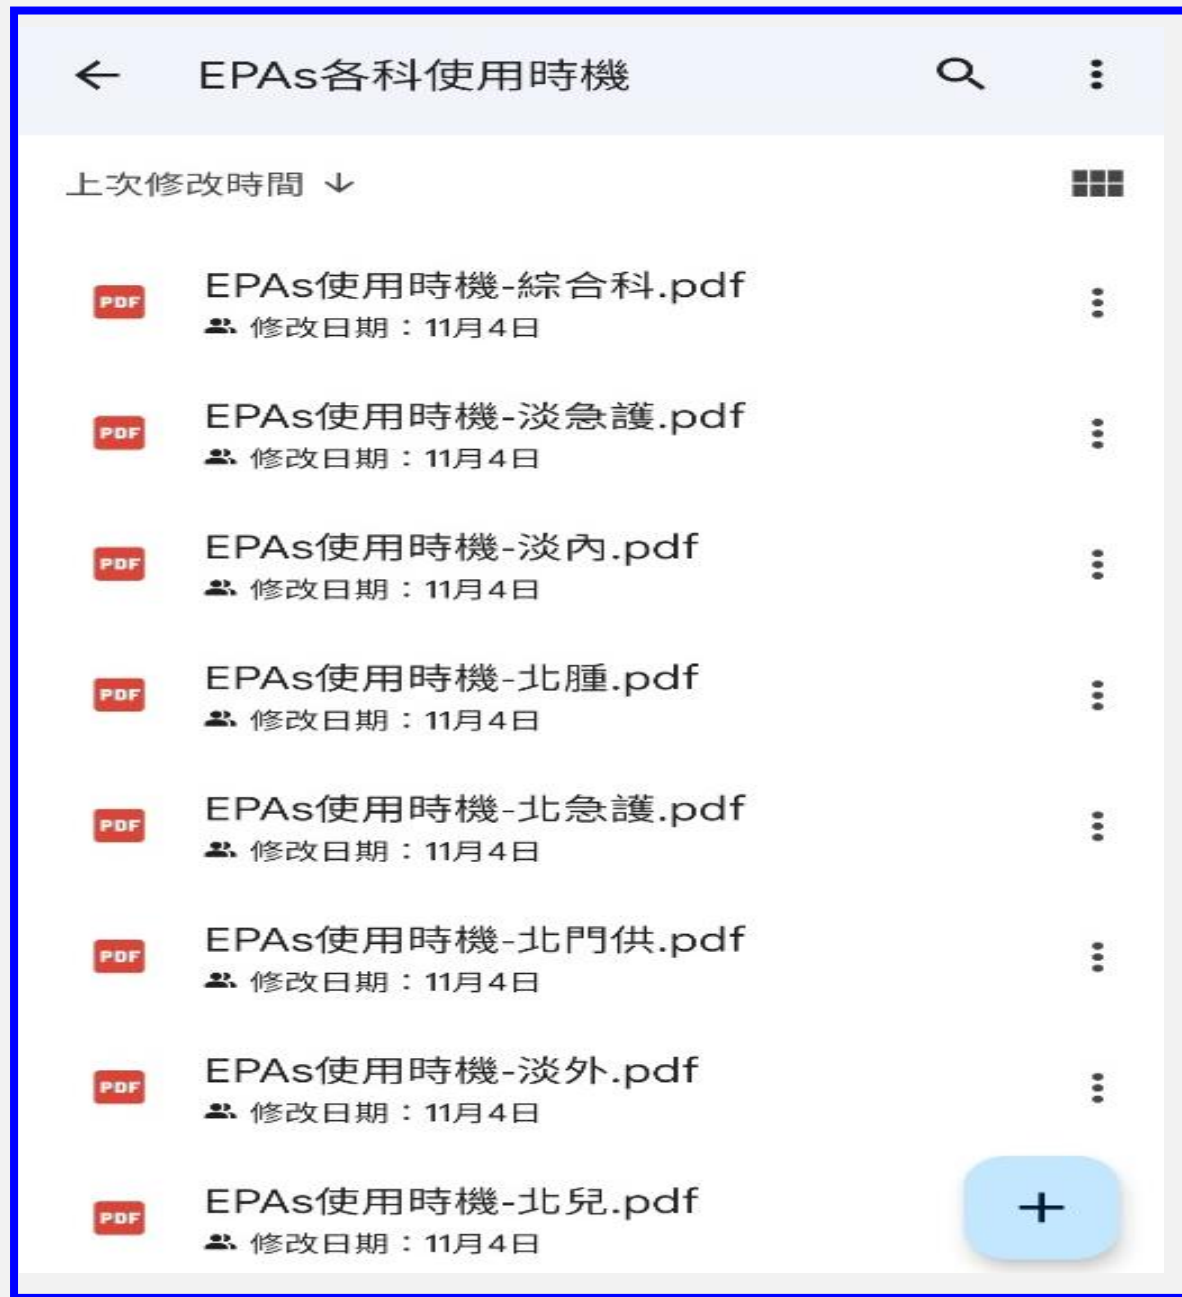 EPAs各科使用時機
上次修改時間
PDF
EPAs使用時機-綜合科.pdf
修改日期：11月4日
PDF
EPAs使用時機-淡急護.pdf
修改日期：11月4日
PDF
EPAs使用時機-淡內.pdf
修改日期：11月4日
PDF
EPAs使用時機-北腫.pdf
修改日期：11月4日
PDF
EPAs使用時機-北急護.pdf
修改日期：11月4日
PDF
EPAs使用時機-北門供.pdf
修改日期：11月4日
PDF
EPAs使用時機-淡外.pdf
修改日期：11月4日
PDF
EPAs使用時機-北兒.pdf
修改日期：11月4日